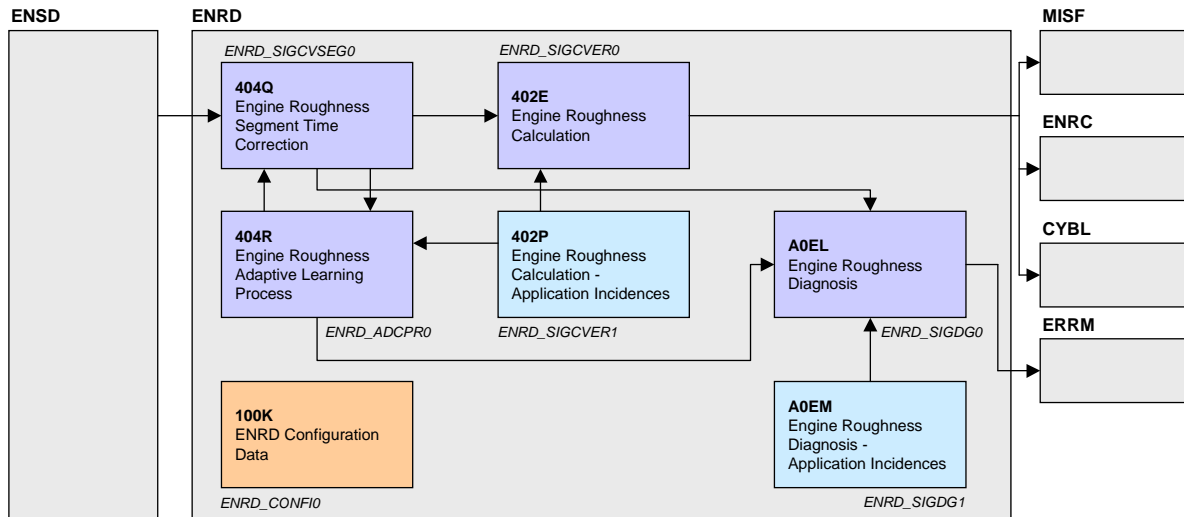 ENSD
ENRD
MISF
ENRD_SIGCVSEG0
ENRD_SIGCVER0
404Q
Engine Roughness
Segment Time
Correction
402E
Engine Roughness
Calculation
ENRC
404R
Engine Roughness
Adaptive Learning
Process
402P
Engine Roughness
Calculation -
Application Incidences
A0EL
Engine Roughness
Diagnosis
CYBL
ENRD_ADCPR0
ENRD_SIGCVER1
ENRD_SIGDG0
ERRM
100K
ENRD Configuration
Data
A0EM
Engine Roughness
Diagnosis -
Application Incidences
ENRD_CONFI0
ENRD_SIGDG1